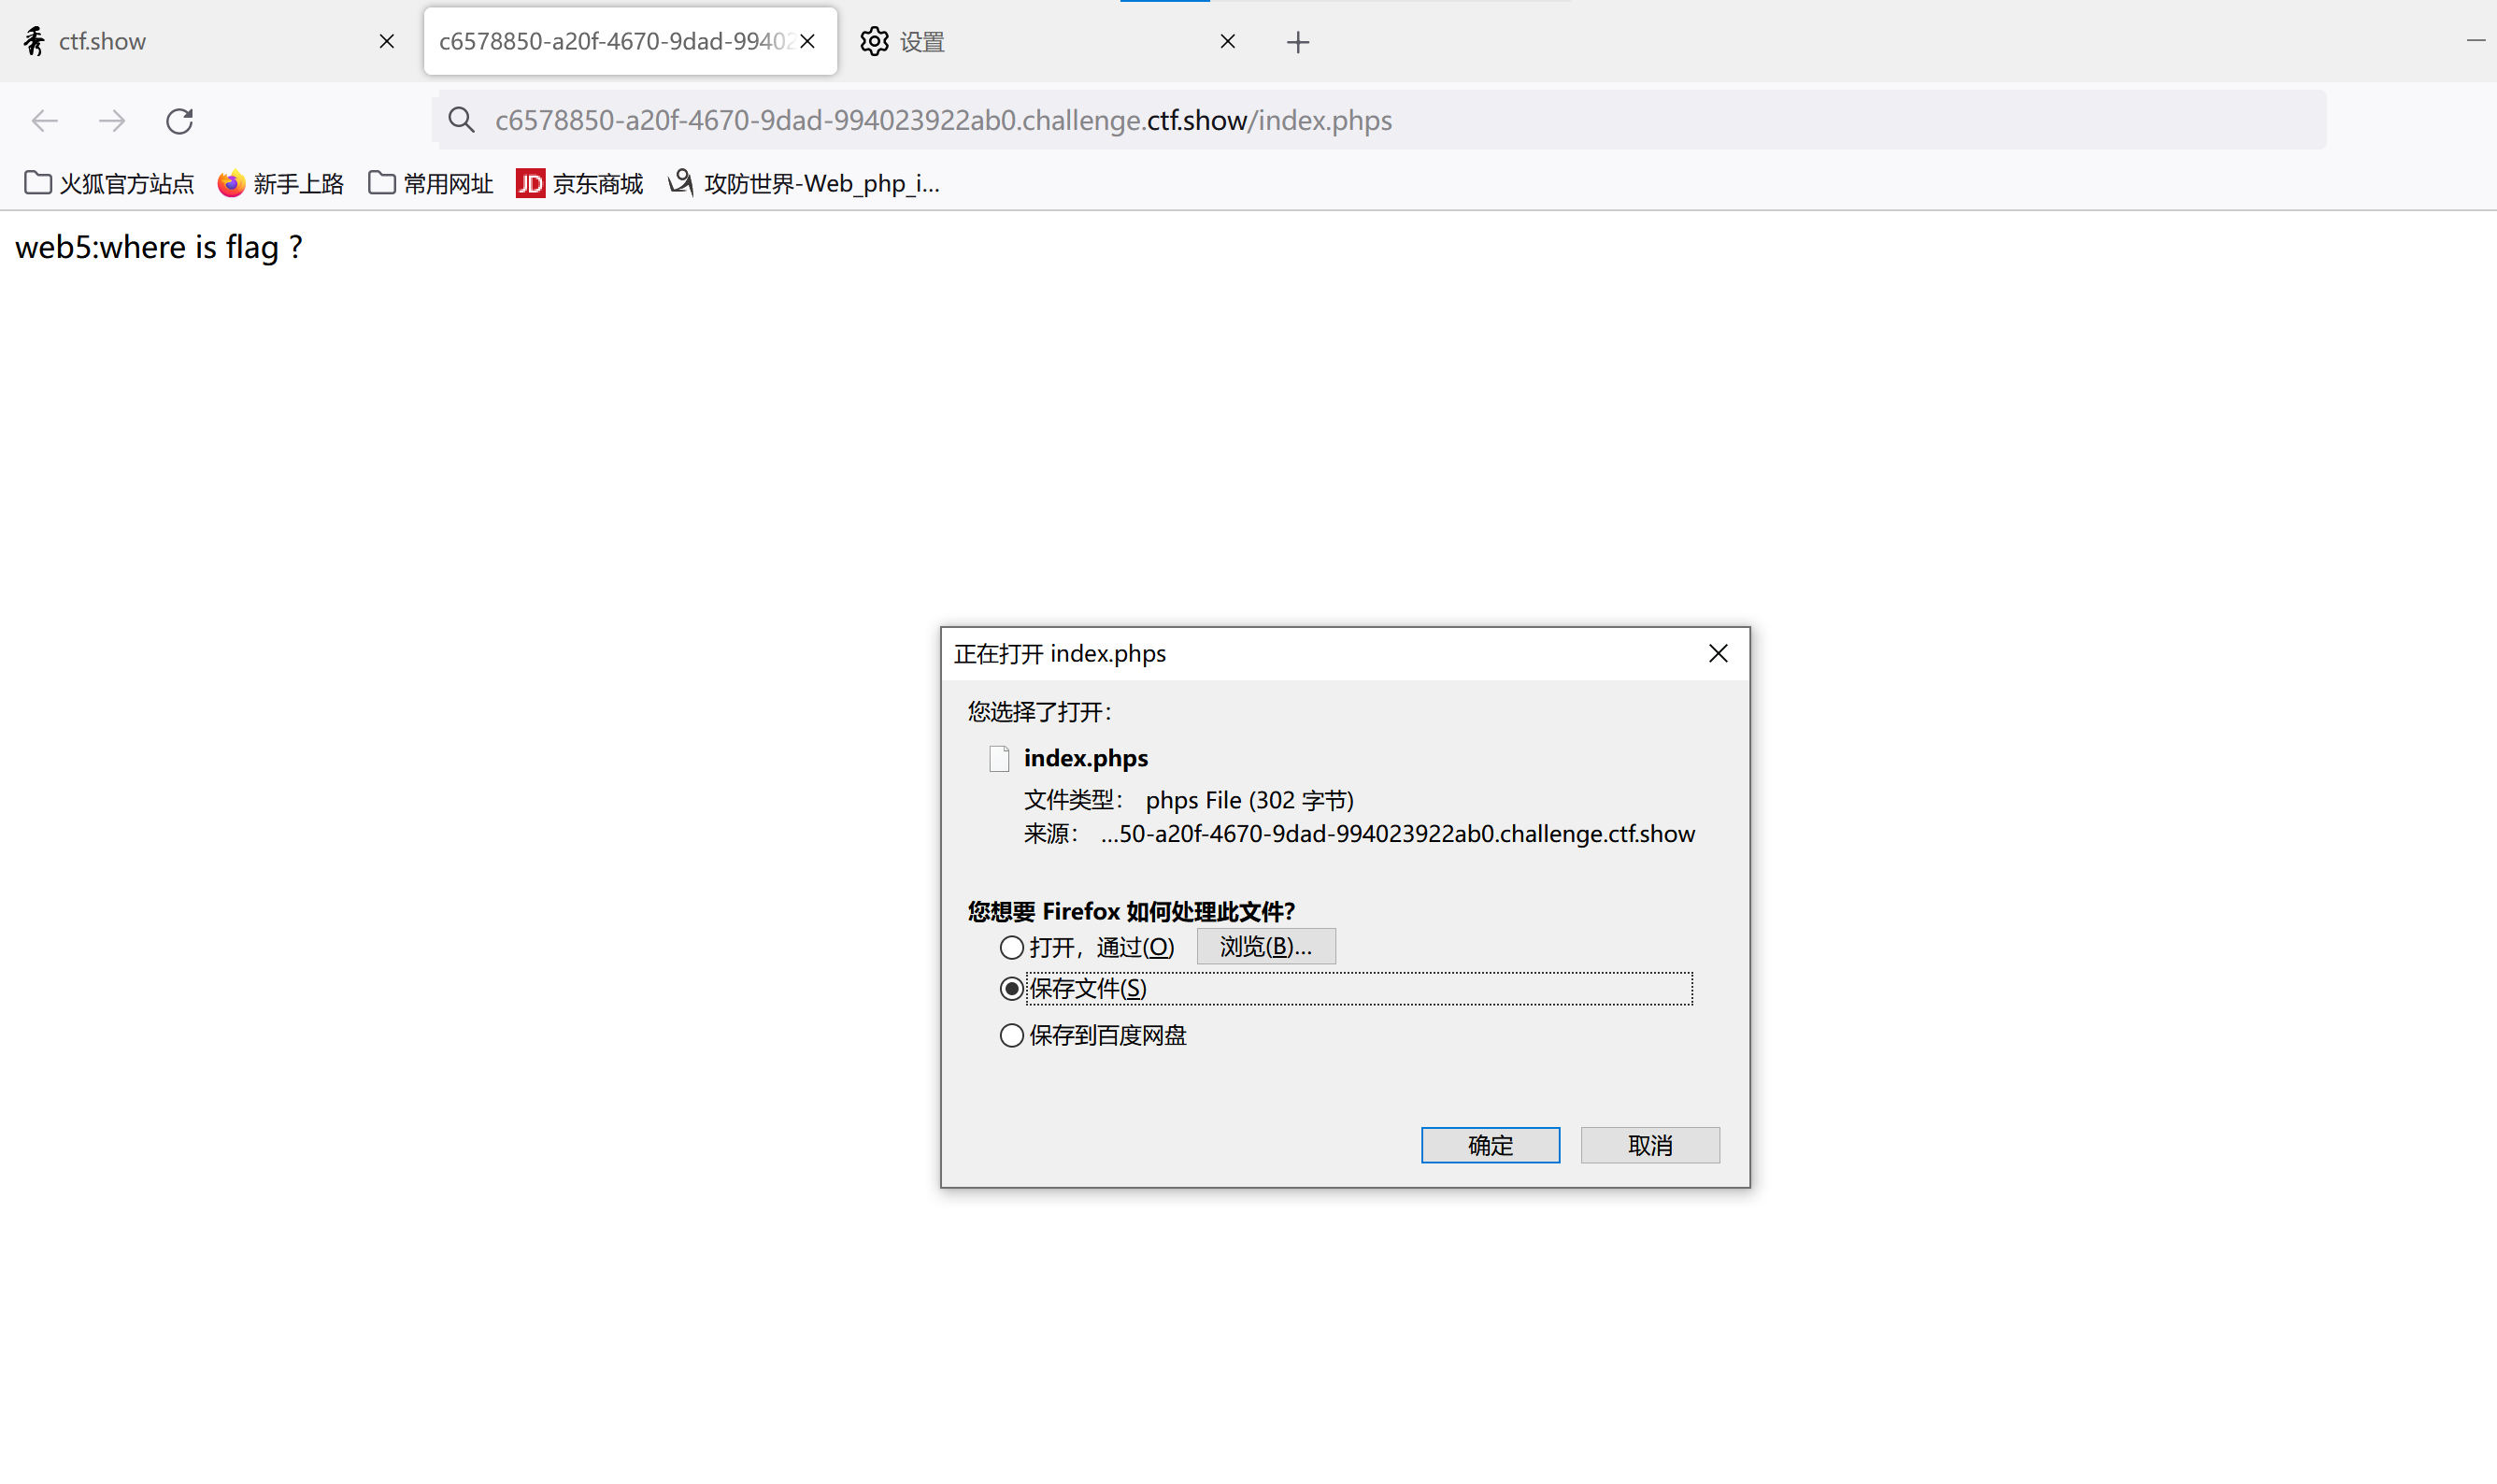 ctf.show
c6578850-a20f-4670-9dad-99402
设置
c6578850-a20f-4670-9dad-994023922ab0.challenge.ctf.show/index.phps
火狐官方站点
新手上路
常用网址
JD 京东商城
攻防世界-Web_php_i...
web5:where is flag ?
正在打开 index.phps
您选择了打开：
index.phps
文件类型： phps File (302 字节)
来源： ...50-a20f-4670-9dad-994023922ab0.challenge.ctf.show
您想要 Firefox 如何处理此文件？
打开，通过(O) 浏览(B)...
保存文件(S)
保存到百度网盘
确定 取消